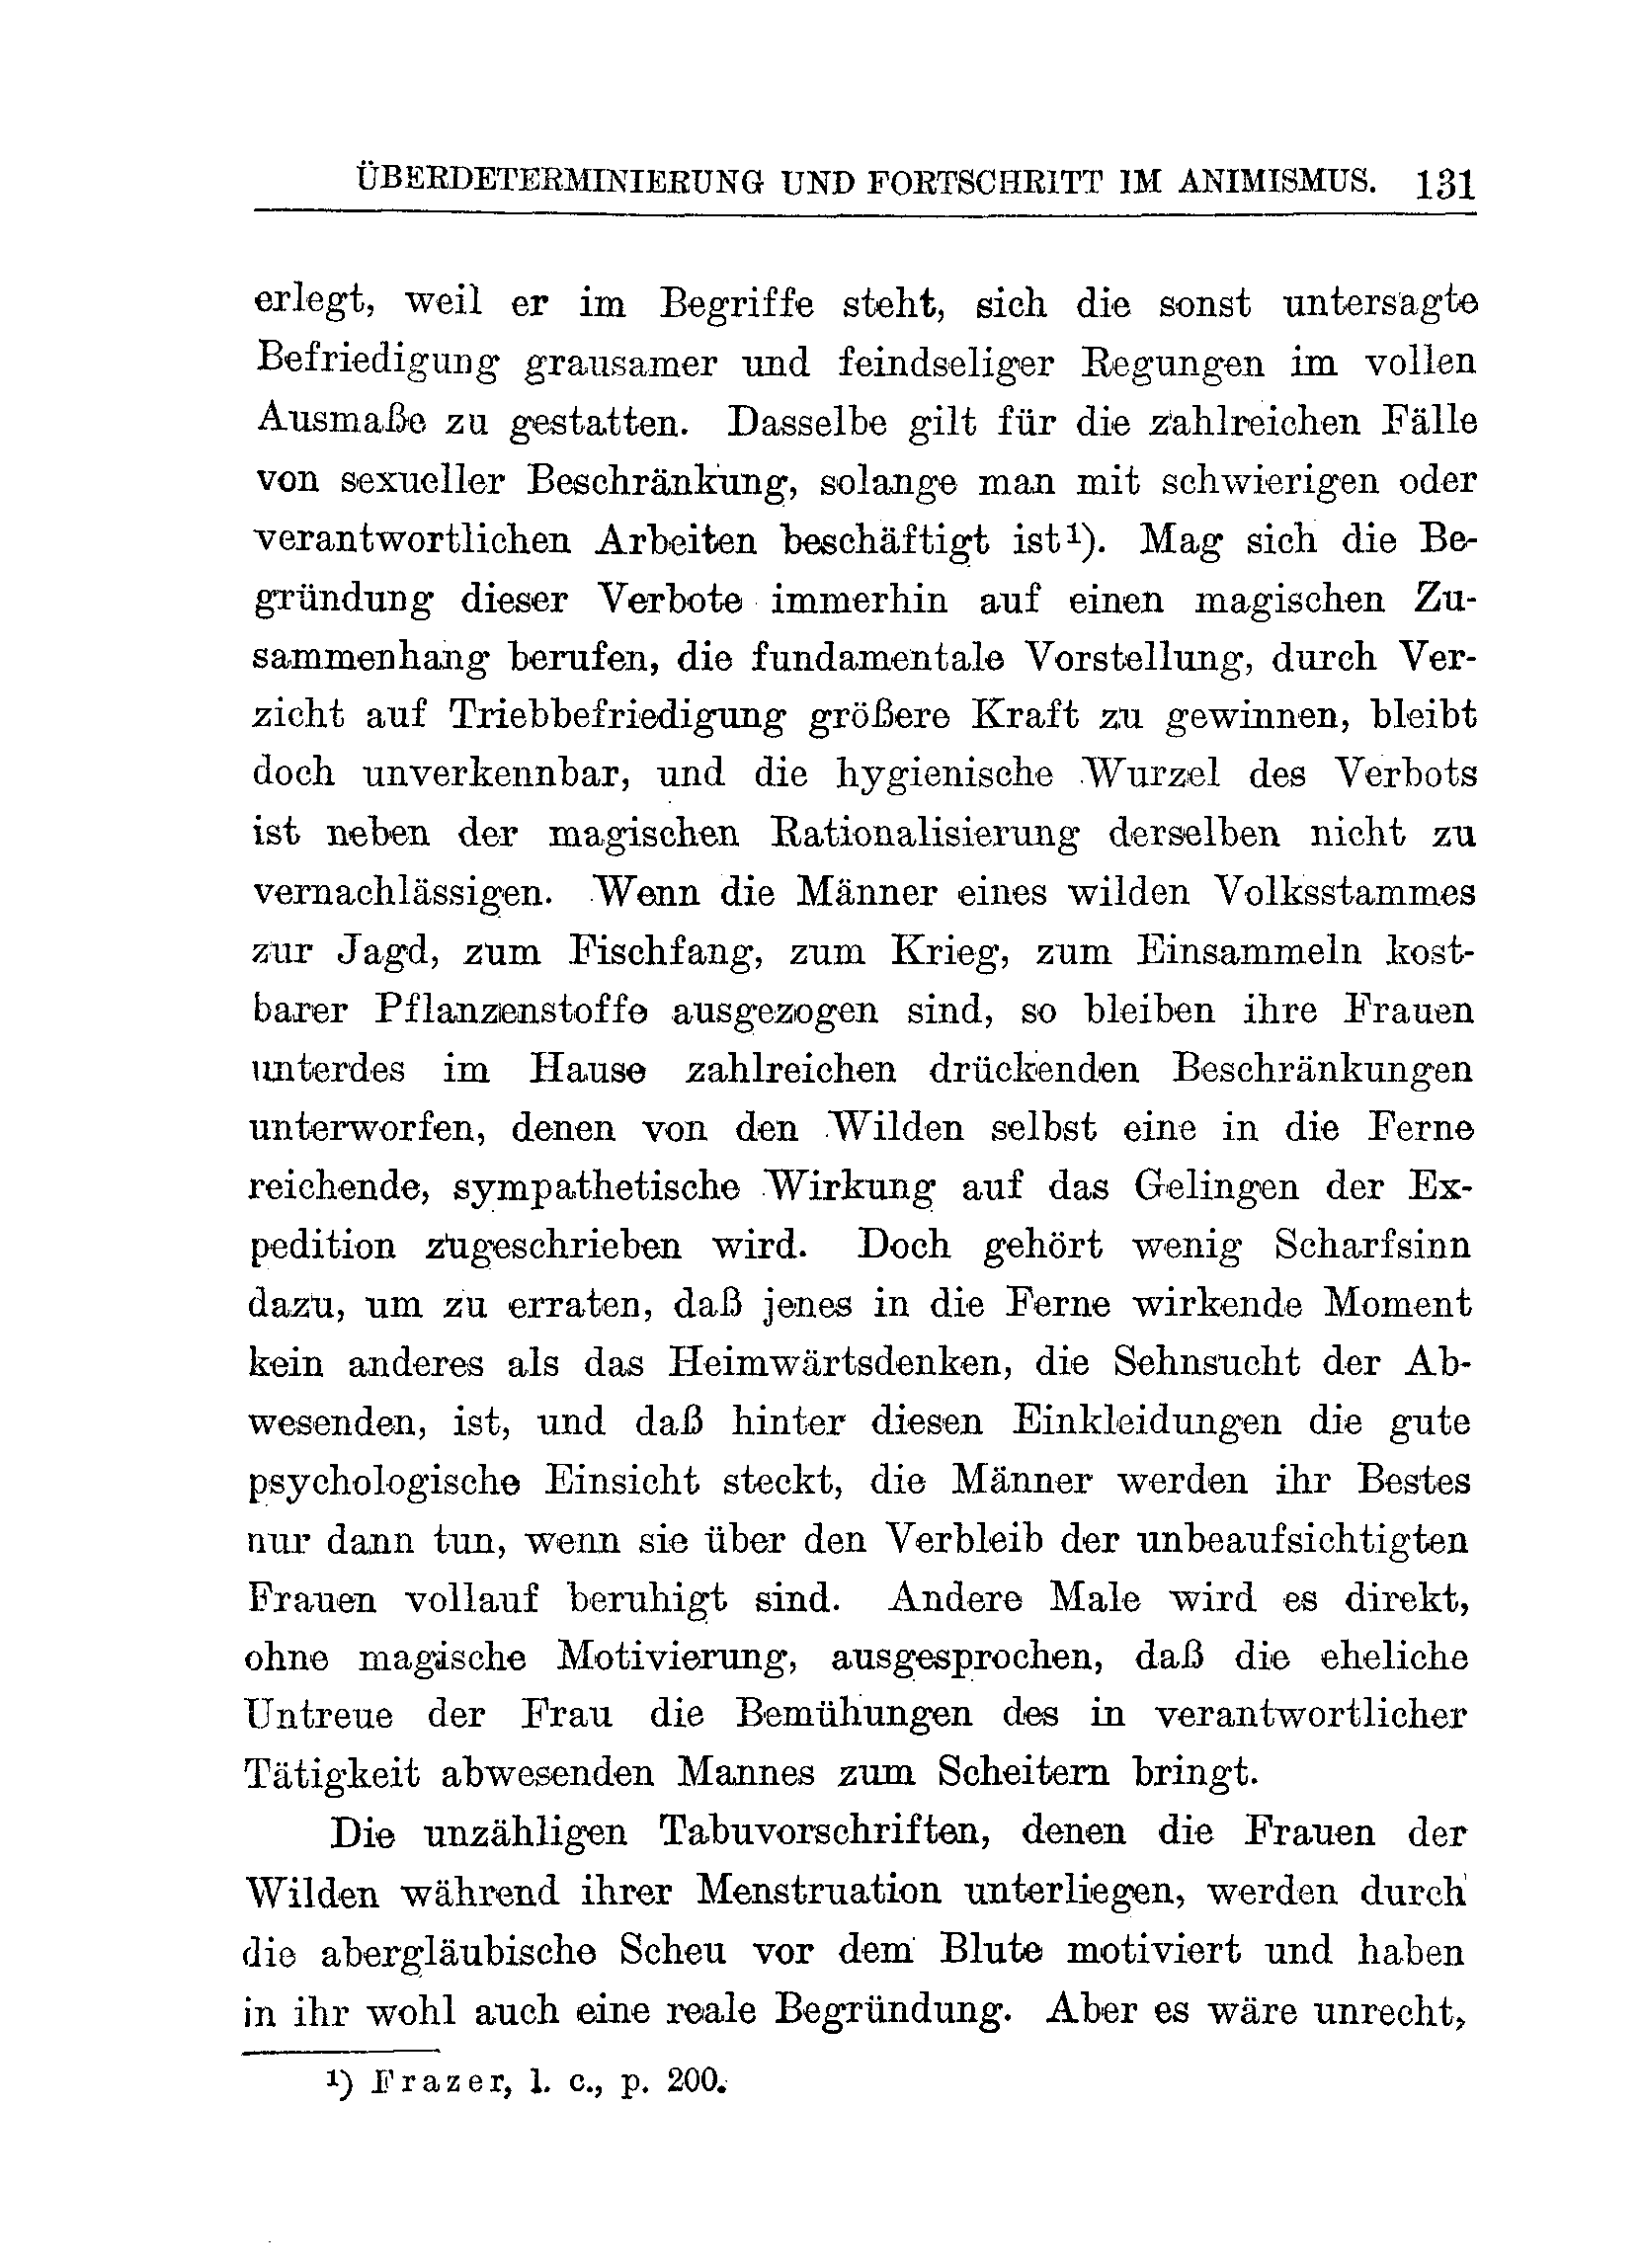 ÜBERDETERMINIERUNG UND FORTSCHRITT IM ANIMISMUS. 131
erlegt, weil er im Begriffe steht, sich die sonst untersagte
Befriedigung grausamer und feindseliger Regungen im vollen
Ausmaße zu gestatten. Dasselbe gilt für die zahlreichen Fälle
von sexueller Beschränkung, solange man mit schwierigen oder
verantwortlichen Arbeiten beschäftigt ist¹). Mag sich die Be-
gründung dieser Verbote immerhin auf einen magischen Zu-
sammenhang berufen, die fundamentale Vorstellung, durch Ver-
zicht auf Triebbefriedigung größere Kraft zu gewinnen, bleibt
doch unverkennbar, und die hygienische Wurzel des Verbots
ist neben der magischen Rationalisierung derselben nicht zu
vernachlässigen. Wenn die Männer eines wilden Volksstammes
zur Jagd, zum Fischfang, zum Krieg, zum Einsammeln kost-
barer Pflanzenstoffe ausgezogen sind, so bleiben ihre Frauen
unterdes im Hause zahlreichen drückenden Beschränkungen
unterworfen, denen von den Wilden selbst eine in die Ferne
reichende, sympathetische Wirkung auf das Gelingen der Ex-
pedition zugeschrieben wird. Doch gehört wenig Scharfsinn
dazu, um zu erraten, daß jenes in die Ferne wirkende Moment
kein anderes als das Heimwärtsdenken, die Sehnsucht der Ab-
wesenden, ist, und daß hinter diesen Einkleidungen die gute
psychologische Einsicht steckt, die Männer werden ihr Bestes
nur dann tun, wenn sie über den Verbleib der unbeaufsichtigten
Frauen vollauf beruhigt sind. Andere Male wird es direkt,
ohne magische Motivierung, ausgesprochen, daß die eheliche
Untreue der Frau die Bemühungen des in verantwortlicher
Tätigkeit abwesenden Mannes zum Scheitern bringt.
Die unzähligen Tabuvorschriften, denen die Frauen der
Wilden während ihrer Menstruation unterliegen, werden durch
die abergläubische Scheu vor dem Blute motiviert und haben
in ihr wohl auch eine reale Begründung. Aber es wäre unrecht,
¹) Frazer, l. c., p. 200.